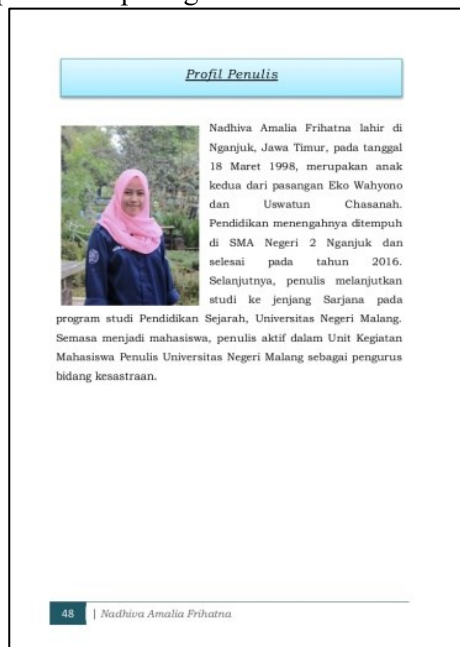 Profil Penulis
Nadhiva Amalia Frihatna lahir di
Nganjuk, Jawa Timur, pada tanggal
18 Maret 1998, merupakan anak
kedua dari pasangan Eko Wahyono
dan Uswatun Chasanah.
Pendidikan menengahnya ditempuh
di SMA Negeri 2 Nganjuk dan
selesai pada tahun 2016.
Selanjutnya, penulis melanjutkan
studi ke jenjang Sarjana pada
program studi Pendidikan Sejarah, Universitas Negeri Malang.
Semasa menjadi mahasiswa, penulis aktif dalam Unit Kegiatan
Mahasiswa Penulis Universitas Negeri Malang sebagai pengurus
bidang kesastraan.
48 | Nadhiva Amalia Frihatna